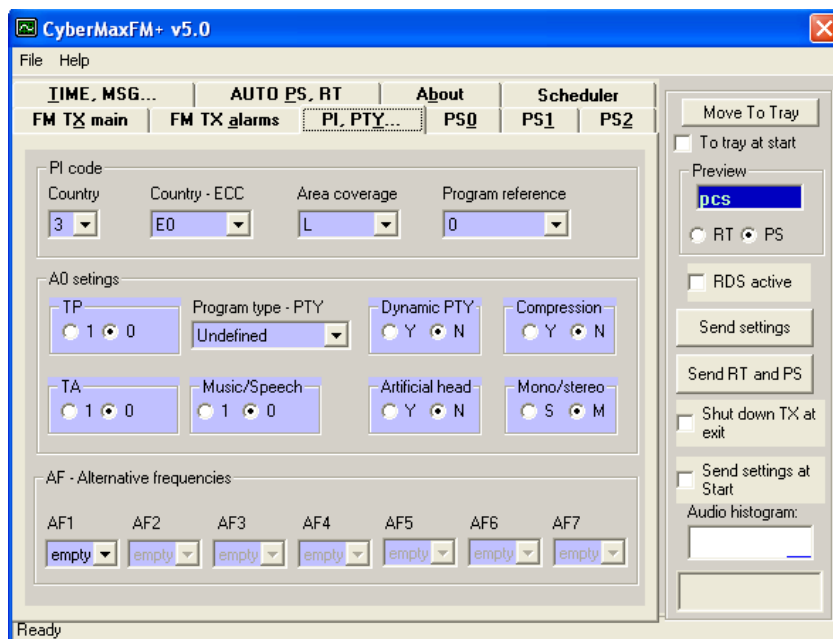 CyberMaxFM+ v5.0
File Help
TIME, MSG... AUTO PS, RT About Scheduler
FM TX main FM TX alarms PI, PTY... PS0 PS1 PS2
PI code
Country Country - ECC Area coverage Program reference
3 E0 L 0
A0 setings
TP Program type - PTY Dynamic PTY Compression
1 0 Undefined Y N Y N
TA Music/Speech Artificial head Mono/stereo
1 0 1 0 Y N S M
AF - Alternative frequencies
AF1 AF2 AF3 AF4 AF5 AF6 AF7
empty empty empty empty empty empty empty
Move To Tray
To tray at start
Preview
pcs
RT PS
RDS active
Send settings
Send RT and PS
Shut down TX at
exit
Send settings at
Start
Audio histogram:
Ready